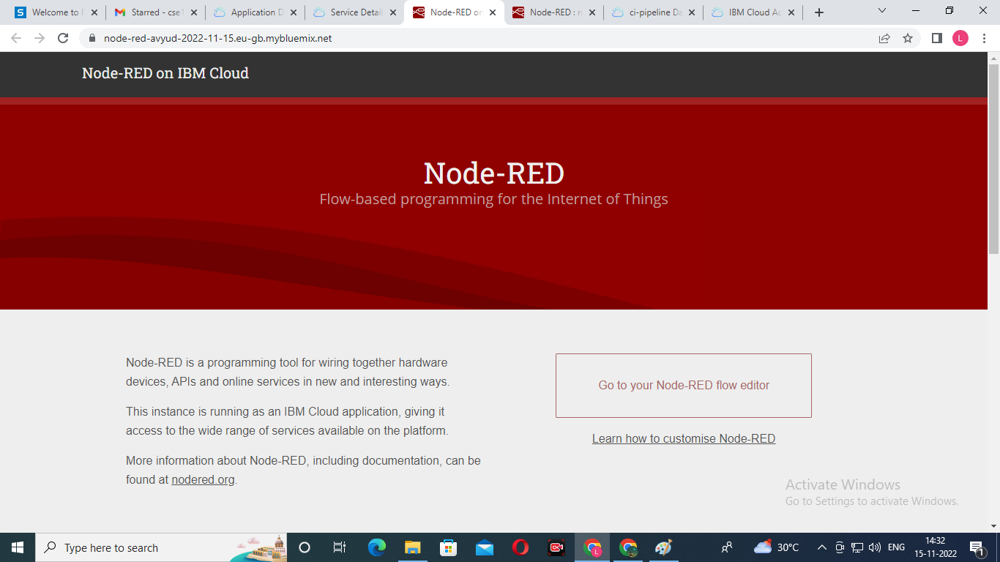 Welcome to
Starred - cse
Application D
Service Detail
Node-RED on
Node-RED :
ci-pipeline Da
IBM Cloud Ac
node-red-avyud-2022-11-15.eu-gb.mybluemix.net
L
Node-RED on IBM Cloud
Node-RED
Flow-based programming for the Internet of Things
Node-RED is a programming tool for wiring together hardware
devices, APIs and online services in new and interesting ways.
This instance is running as an IBM Cloud application, giving it
access to the wide range of services available on the platform.
More information about Node-RED, including documentation, can be
found at nodered.org.
Go to your Node-RED flow editor
Learn how to customise Node-RED
Activate Windows
Go to Settings to activate Windows.
Type here to search
30°C
ENG
14:32
15-11-2022
1